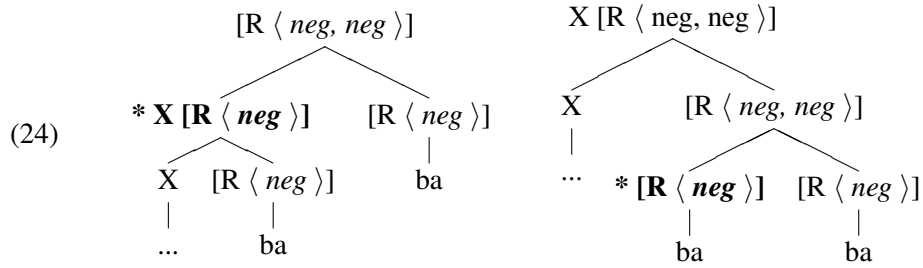 [R ⟨ neg, neg ⟩] X [R ⟨ neg, neg ⟩]
* X [R ⟨ neg ⟩] [R ⟨ neg ⟩] X [R ⟨ neg, neg ⟩]
(24)
X [R ⟨ neg ⟩] ba ... * [R ⟨ neg ⟩] [R ⟨ neg ⟩]
... ba ba ba